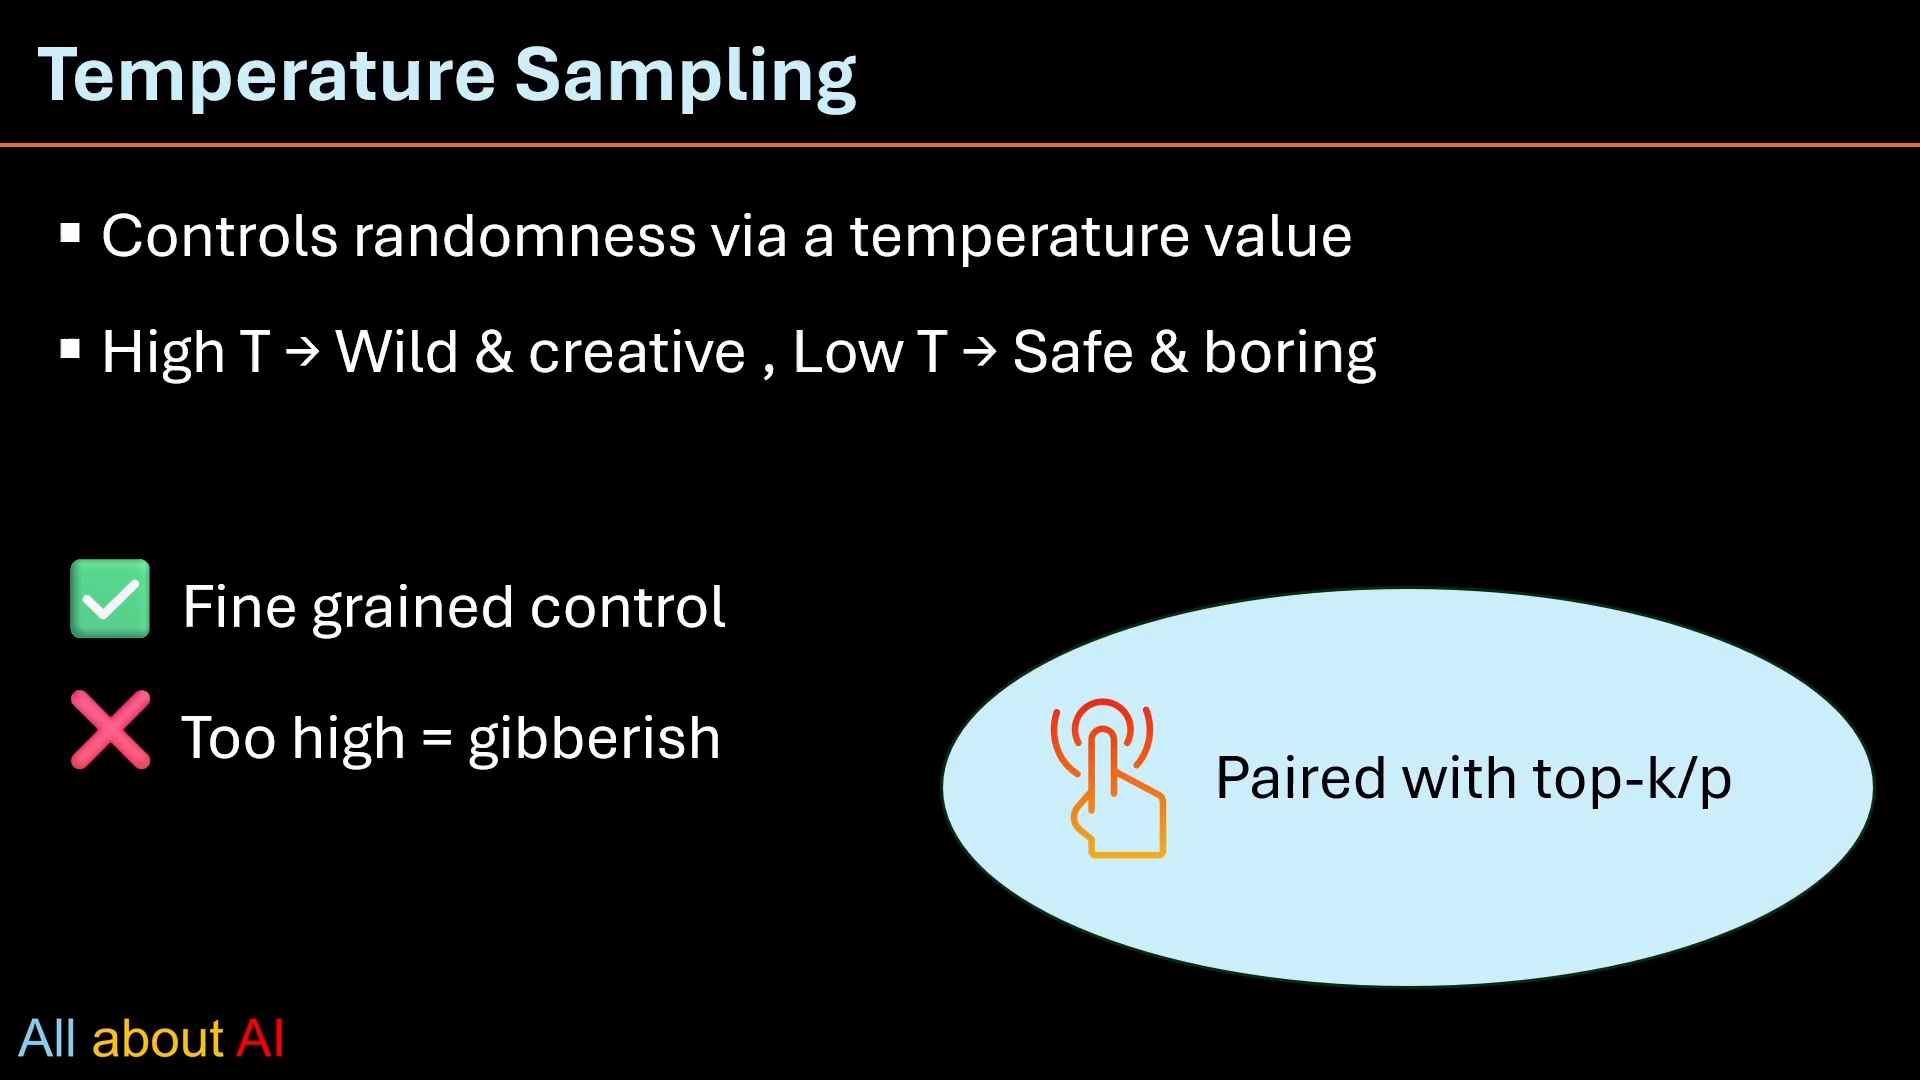 Temperature Sampling
▪ Controls randomness via a temperature value
▪ High T → Wild & creative , Low T → Safe & boring
✅ Fine grained control
❌ Too high = gibberish
Paired with top-k/p
All about AI